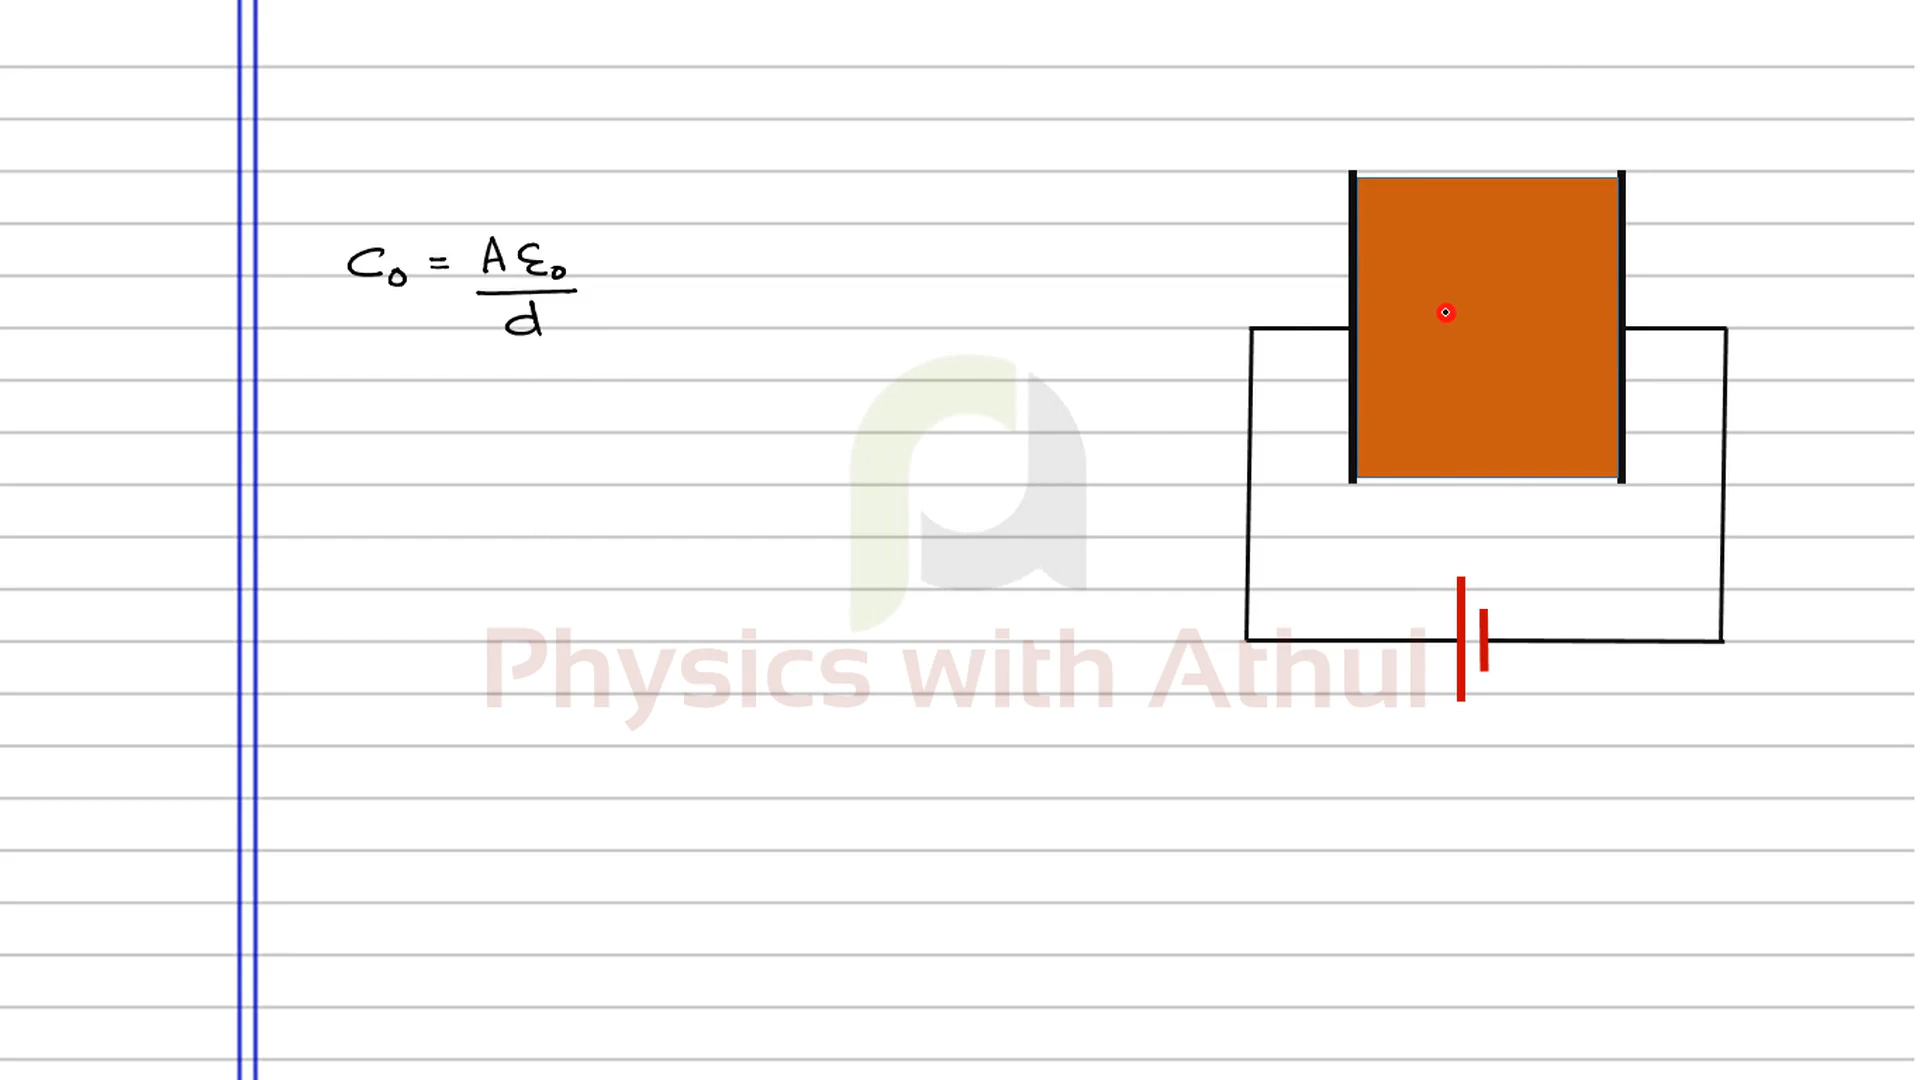 C₀ = Aε₀
d
Physics with Athul